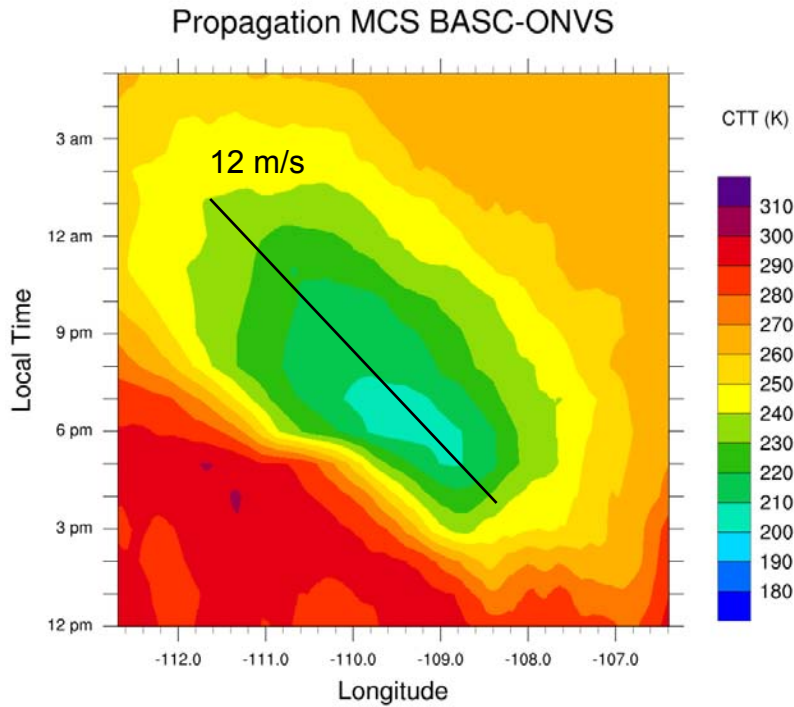 Propagation MCS BASC-ONVS
CTT (K)
3 am
12 m/s
310
300
12 am
290
280
270
9 pm
260
Local Time
250
240
6 pm
230
220
210
3 pm
200
190
180
12 pm
-112.0 -111.0 -110.0 -109.0 -108.0 -107.0
Longitude